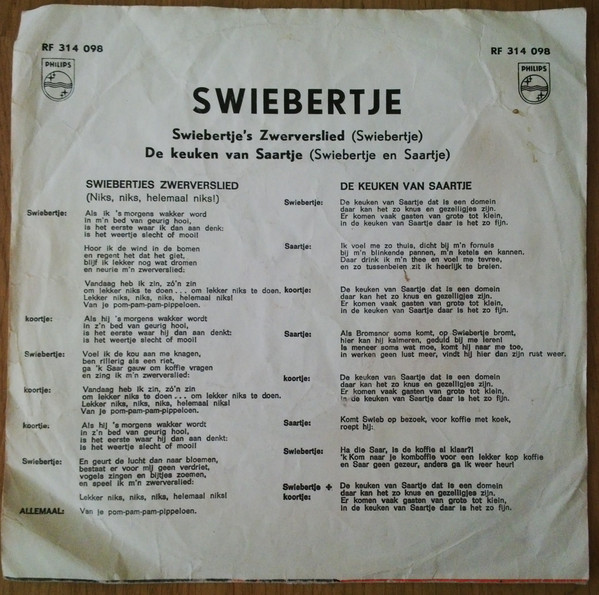 RF 314 098
RF 314 098
PHILIPS
PHILIPS
SWIEBERTJE
Swiebertje's Zwerverslied (Swiebertje)
De keuken van Saartje (Swiebertje en Saartje)
SWIEBERTJES ZWERVERSLIED
(Niks, niks, helemaal niks!)
Swiebertje: Als ik 's morgens wakker word
in m'n bed van geurig hooi,
is het eerste waar ik dan aan denk:
is het weertje slecht of mooi!
Hoor ik de wind in de bomen
en regent het dat het giet,
blijf ik lekker nog wat dromen
en neurie m'n zwerverslied:
Vandaag heb ik zin, zó'n zin
om lekker niks te doen... om lekker niks te doen.
Lekker niks, niks, niks, helemaal niks!
Van je pom-pam-pam-pippeloen.
koortje: Als hij 's morgens wakker wordt
in z'n bed van geurig hooi,
is het eerste waar hij dan aan denkt:
is het weertje slecht of mooi!
Swiebertje: Voel ik de kou aan me knagen,
ben rillerig als een riet,
ga 'k Saar gauw om koffie vragen
en zing ik m'n zwerverslied:
koortje: Vandaag heb ik zin, zó'n zin
om lekker niks te doen... om lekker niks te doen.
Lekker niks, niks, niks, helemaal niks!
Van je pom-pam-pam-pippeloen.
koortje: Als hij 's morgens wakker wordt
in z'n bed van geurig hooi,
is het eerste waar hij dan aan denkt:
is het weertje slecht of mooi!
Swiebertje: En geurt de lucht dan naar bloemen,
bestaat er voor mij geen verdriet,
vogels zingen en bijtjes zoemen,
en speel ik m'n zwerverslied:
Lekker niks, niks, niks, helemaal niks!
ALLEMAAL: Van je pom-pam-pam-pippeloen.
DE KEUKEN VAN SAARTJE
Swiebertje: De keuken van Saartje dat is een domein
daar kan het zo knus en gezelligjes zijn.
Er komen vaak gasten van grote tot klein,
in de keuken van Saartje daar is het zo fijn.
Saartje: Ik voel me zo thuis, dicht bij m'n fornuis
bij m'n blinkende pannen, m'n ketels en kannen.
Daar drink ik m'n thee en voel me tevree,
en zo tussenbeien zit ik heerlijk te breien.
koortje: De keuken van Saartje dat is een domein
daar kan het zo knus en gezelligjes zijn.
Er komen vaak gasten van grote tot klein,
in de keuken van Saartje daar is het zo fijn.
Saartje: Als Bromsnor soms komt, op Swiebertje bromt,
hier kan hij kalmeren, geduld bij me leren!
Is meneer soms wat moe, komt hij naar me toe,
in werken geen lust meer, vindt hij hier dan zijn rust weer.
koortje: De keuken van Saartje dat is een domein
daar kan het zo knus en gezelligjes zijn.
Er komen vaak gasten van grote tot klein,
in de keuken van Saartje daar is het zo fijn.
Saartje: Komt Swieb op bezoek, voor koffie met koek,
roept hij:
Swiebertje: Ha die Saar, is de koffie al klaar?!
'k Kom naar je komboffie voor een lekker kop koffie
en Saar geen gezeur, anders ga ik weer heur!
Swiebertje + koortje: De keuken van Saartje dat is een domein
daar kan het zo knus en gezelligjes zijn.
Er komen vaak gasten van grote tot klein,
in de keuken van Saartje daar is het zo fijn.